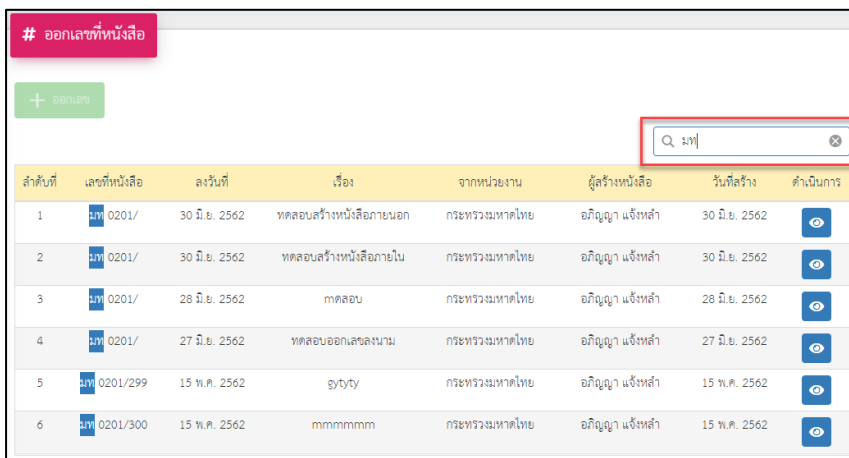 # ออกเลขที่หนังสือ
+ ออกเลข
มท
ลำดับที่ เลขที่หนังสือ ลงวันที่ เรื่อง จากหน่วยงาน ผู้สร้างหนังสือ วันที่สร้าง ดำเนินการ
1 มท 0201/ 30 มิ.ย. 2562 ทดสอบสร้างหนังสือภายนอก กระทรวงมหาดไทย อภิญญา แจ้งหลำ 30 มิ.ย. 2562
2 มท 0201/ 30 มิ.ย. 2562 ทดสอบสร้างหนังสือภายใน กระทรวงมหาดไทย อภิญญา แจ้งหลำ 30 มิ.ย. 2562
3 มท 0201/ 28 มิ.ย. 2562 mดสอบ กระทรวงมหาดไทย อภิญญา แจ้งหลำ 28 มิ.ย. 2562
4 มท 0201/ 27 มิ.ย. 2562 ทดสอบออกเลขลงนาม กระทรวงมหาดไทย อภิญญา แจ้งหลำ 27 มิ.ย. 2562
5 มท 0201/299 15 พ.ค. 2562 gytyty กระทรวงมหาดไทย อภิญญา แจ้งหลำ 15 พ.ค. 2562
6 มท 0201/300 15 พ.ค. 2562 mmmmmm กระทรวงมหาดไทย อภิญญา แจ้งหลำ 15 พ.ค. 2562